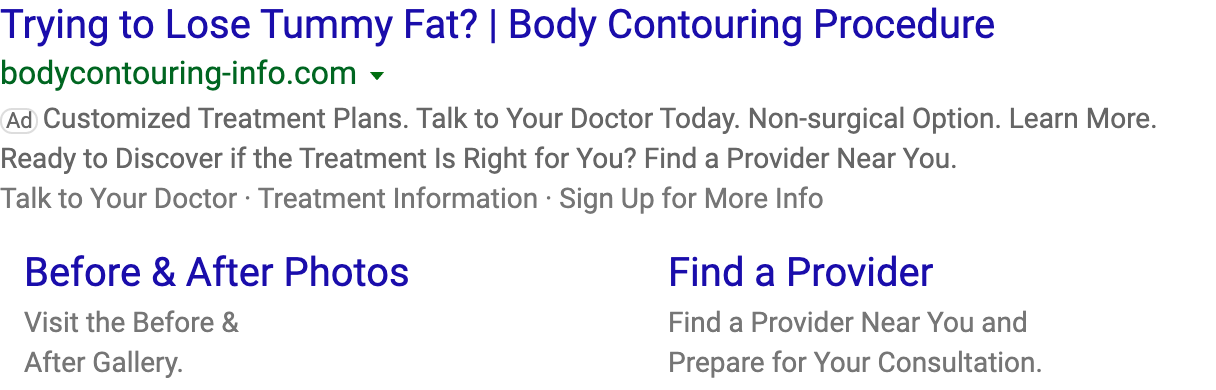 Trying to Lose Tummy Fat? | Body Contouring Procedure
bodycontouring-info.com
Ad Customized Treatment Plans. Talk to Your Doctor Today. Non-surgical Option. Learn More.
Ready to Discover if the Treatment Is Right for You? Find a Provider Near You.
Talk to Your Doctor · Treatment Information · Sign Up for More Info
Before & After Photos
Visit the Before &
After Gallery.
Find a Provider
Find a Provider Near You and
Prepare for Your Consultation.